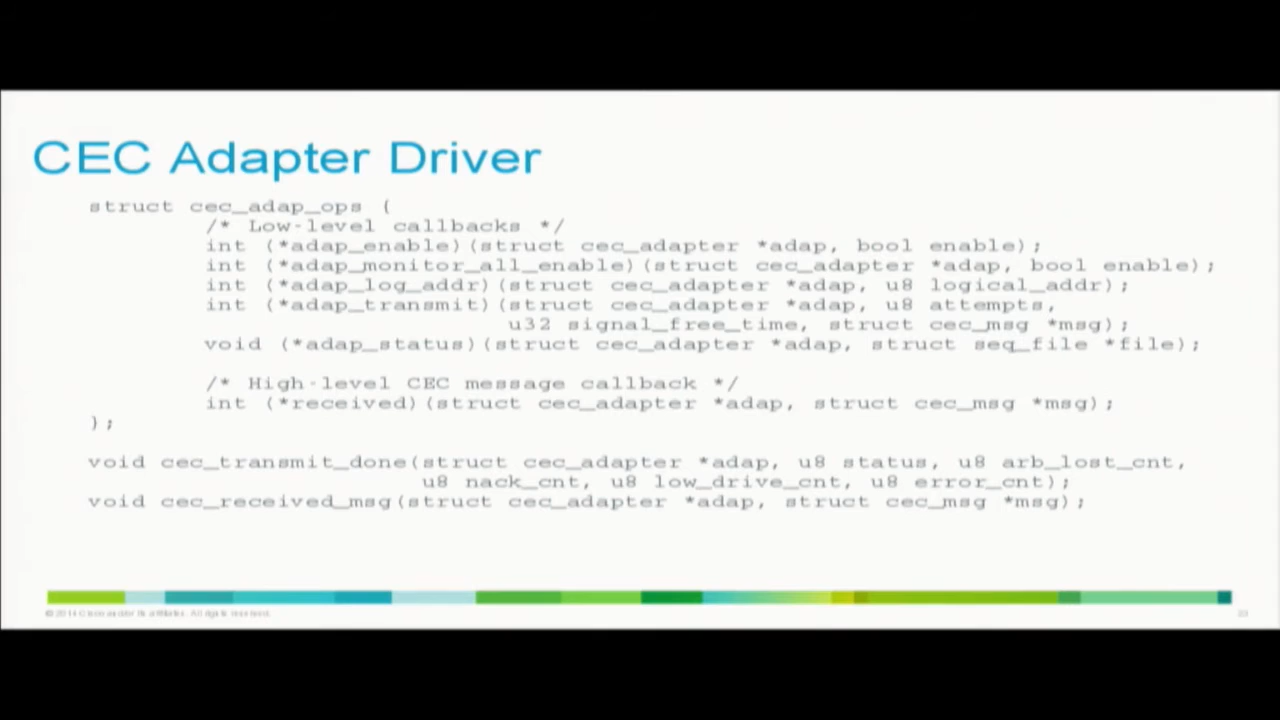 CEC Adapter Driver
struct cec_adap_ops {
/* Low-level callbacks */
int (*adap_enable)(struct cec_adapter *adap, bool enable);
int (*adap_monitor_all_enable)(struct cec_adapter *adap, bool enable);
int (*adap_log_addr)(struct cec_adapter *adap, u8 logical_addr);
int (*adap_transmit)(struct cec_adapter *adap, u8 attempts,
u32 signal_free_time, struct cec_msg *msg);
void (*adap_status)(struct cec_adapter *adap, struct seq_file *file);
/* High-level CEC message callback */
int (*received)(struct cec_adapter *adap, struct cec_msg *msg);
};
void cec_transmit_done(struct cec_adapter *adap, u8 status, u8 arb_lost_cnt,
u8 nack_cnt, u8 low_drive_cnt, u8 error_cnt);
void cec_received_msg(struct cec_adapter *adap, struct cec_msg *msg);
All rights reserved.